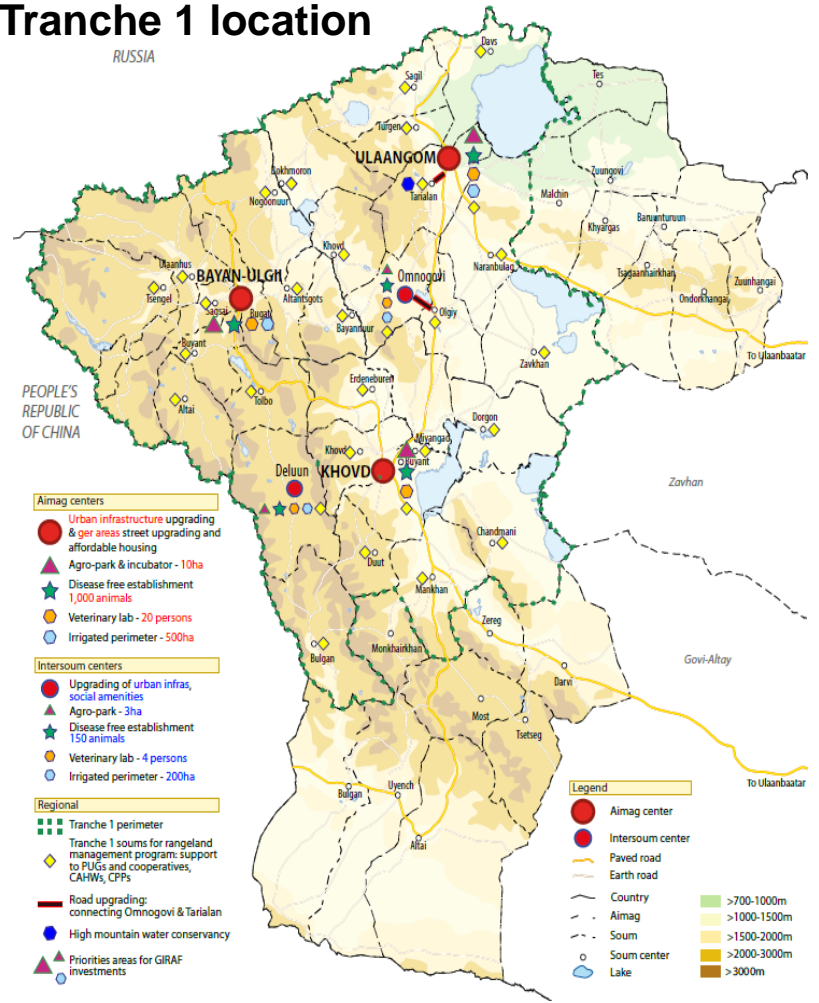 Tranche 1 location
RUSSIA
Davs
Sagil
Tes
Turgen
ULAANGOM
Tarialan
Zuungovi
Malchin
Bokhmoron
Nogoonuur
Khyargas
Baruunturuun
Khovd
Naranbulag
Tsagaanhairkhan
Zuunhangai
Ondorkhangai
Ulaanhus
BAYAN-ULGII
Omnogovi
Tsengel
Altantsogts
Sagsai
Bugat
Olgiy
Bayannuur
Buyant
Zavkhan
To Ulaanbaatar
PEOPLE'S
REPUBLIC
OF CHINA
Erdeneburen
Altai
Tolbo
Dorgon
Miyangad
Khovd
Buyant
Deluun
KHOVD
Zavhan
Chandmani
Duut
Mankhan
Zereg
Bulgan
Monkhairkhan
Govi-Altay
Darvi
Most
Tsetseg
Bulgan
Uyench
Altai
To Ulaanbaatar
Aimag centers
Urban infrastructure upgrading
& ger areas street upgrading and
affordable housing
Agro-park & incubator - 10ha
Disease free establishment
1,000 animals
Veterinary lab - 20 persons
Irrigated perimeter - 500ha
Intersoum centers
Upgrading of urban infras,
social amenities
Agro-park - 3ha
Disease free establishment
150 animals
Veterinary lab - 4 persons
Irrigated perimeter - 200ha
Regional
Tranche 1 perimeter
Tranche 1 soums for rangeland
management program: support
to PUGs and cooperatives,
CAHWs, CPPs
Road upgrading:
connecting Omnogovi & Tarialan
High mountain water conservancy
Priorities areas for GIRAF
investments
Legend
Aimag center
Intersoum center
Paved road
Earth road
Country
Aimag
Soum
Soum center
Lake
>700-1000m
>1000-1500m
>1500-2000m
>2000-3000m
>3000m